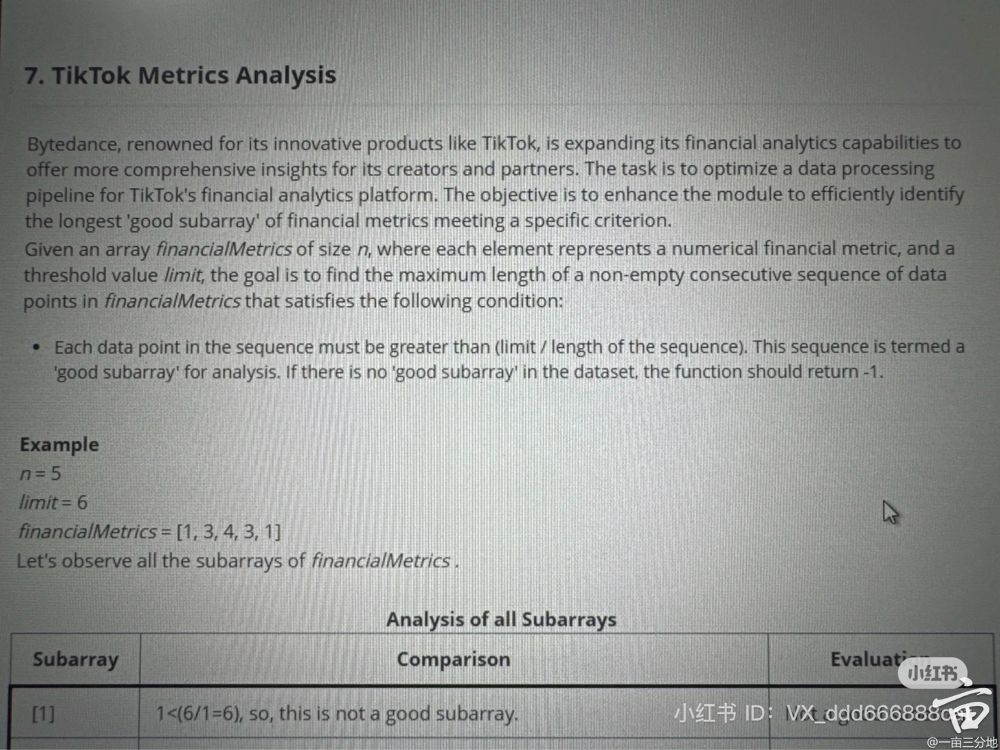 7. TikTok Metrics Analysis
Bytedance, renowned for its innovative products like TikTok, is expanding its financial analytics capabilities to
offer more comprehensive insights for its creators and partners. The task is to optimize a data processing
pipeline for TikTok's financial analytics platform. The objective is to enhance the module to efficiently identify
the longest 'good subarray' of financial metrics meeting a specific criterion.
Given an array financialMetrics of size n, where each element represents a numerical financial metric, and a
threshold value limit, the goal is to find the maximum length of a non-empty consecutive sequence of data
points in financialMetrics that satisfies the following condition:
• Each data point in the sequence must be greater than (limit / length of the sequence). This sequence is termed a
'good subarray' for analysis. If there is no 'good subarray' in the dataset, the function should return -1.
Example
n = 5
limit = 6
financialMetrics = [1, 3, 4, 3, 1]
Let's observe all the subarrays of financialMetrics .
Analysis of all Subarrays
Subarray Comparison
小红书
[1] 1<(6/1=6), so, this is not a good subarray.
小红书 ID:
@一亩三分地